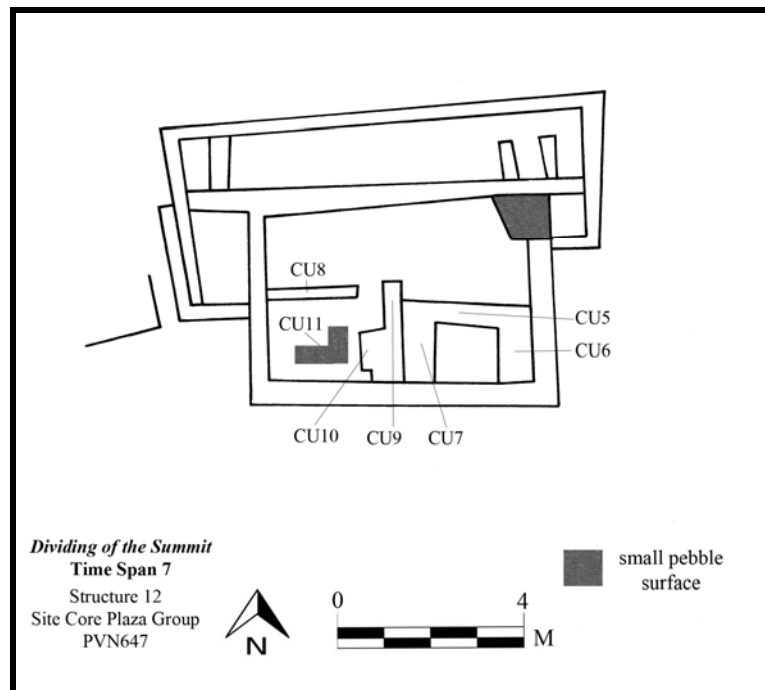 CU8
CU11
CU5
CU6
CU10
CU9
CU7
Dividing of the Summit
Time Span 7
Structure 12
Site Core Plaza Group
PVN647
N
0
4
M
small pebble
surface